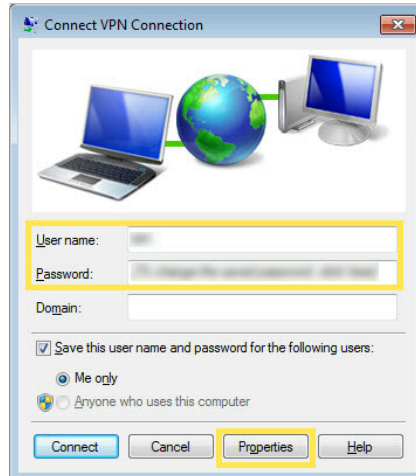 Connect VPN Connection
User name:
Password:
Domain:
Save this user name and password for the following users:
Me only
Anyone who uses this computer
Connect Cancel Properties Help